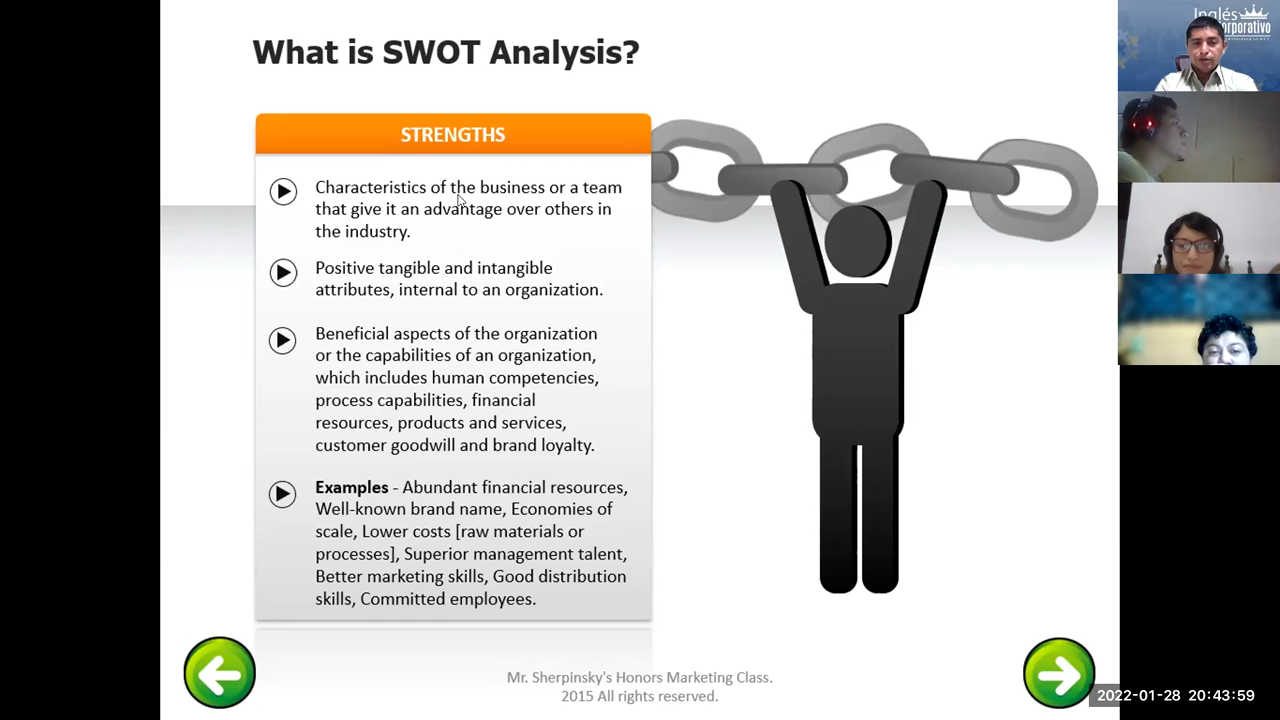 What is SWOT Analysis?
STRENGTHS
Characteristics of the business or a team
that give it an advantage over others in
the industry.
Positive tangible and intangible
attributes, internal to an organization.
Beneficial aspects of the organization
or the capabilities of an organization,
which includes human competencies,
process capabilities, financial
resources, products and services,
customer goodwill and brand loyalty.
Examples - Abundant financial resources,
Well-known brand name, Economies of
scale, Lower costs [raw materials or
processes], Superior management talent,
Better marketing skills, Good distribution
skills, Committed employees.
Mr. Sherpinsky's Honors Marketing Class.
2015 All rights reserved.
Inglés
orporativo
2022-01-28 20:43:59